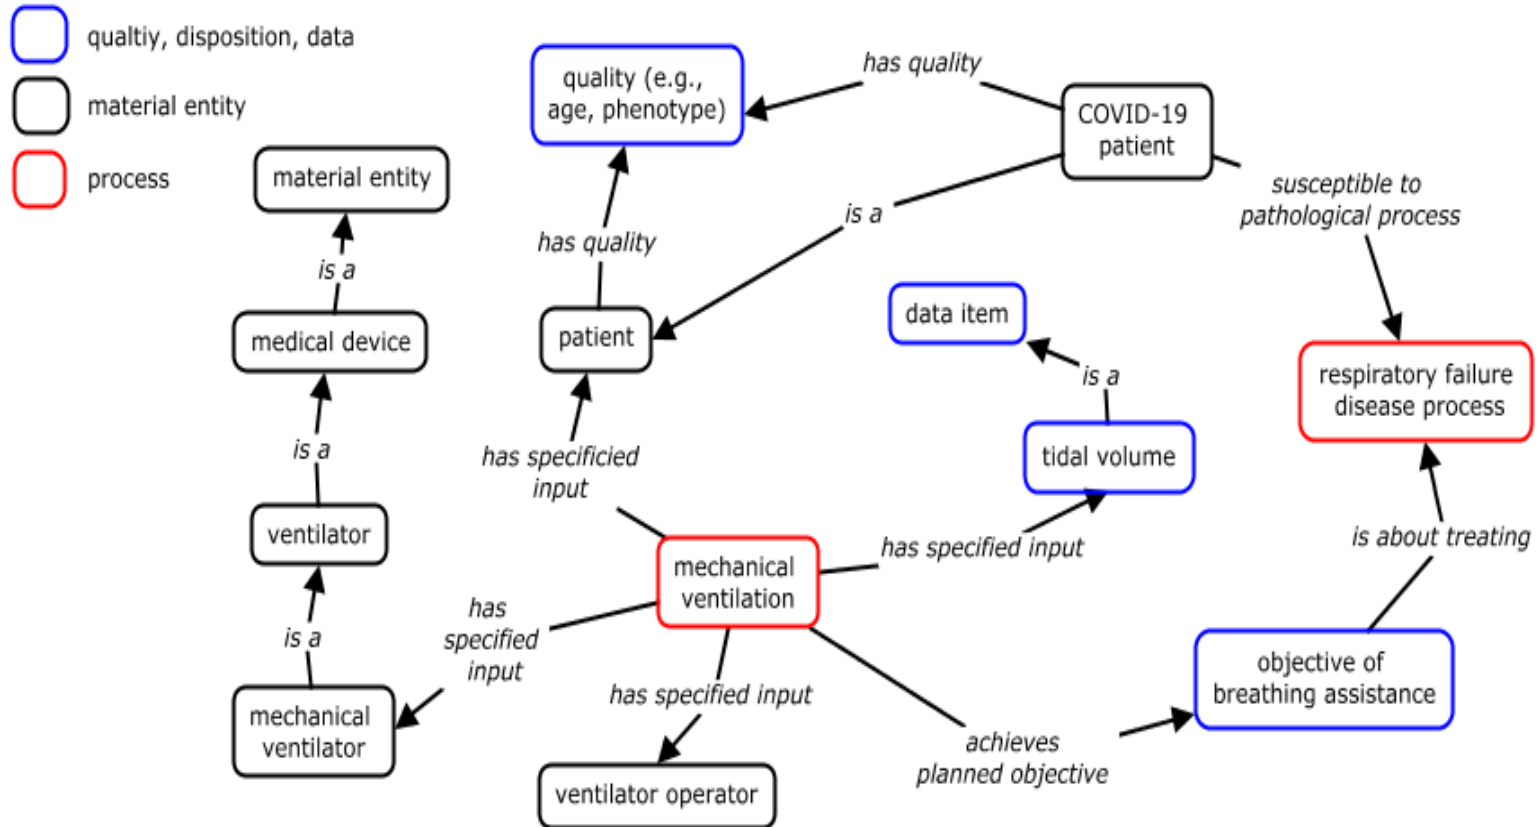 qualtiy, disposition, data
material entity
process
material entity
is a
medical device
is a
ventilator
is a
mechanical
ventilator
quality (e.g.,
age, phenotype)
has quality
COVID-19
patient
has quality
is a
susceptible to
pathological process
patient
data item
is a
tidal volume
respiratory failure
disease process
has specificied
input
has specified input
is about treating
mechanical
ventilation
has
specified
input
has specified input
objective of
breathing assistance
achieves
planned objective
ventilator operator